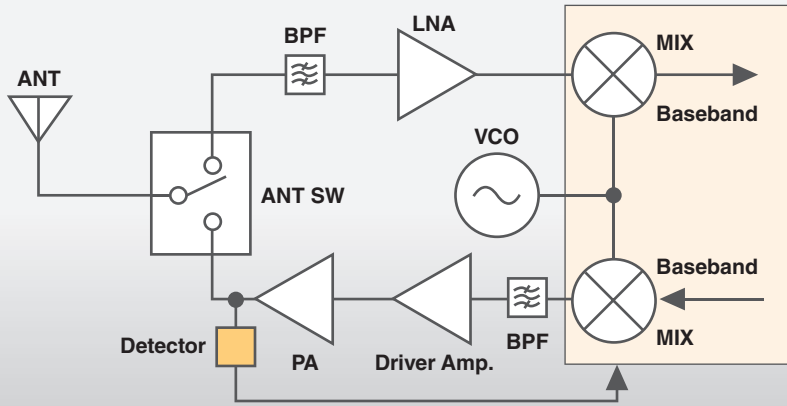 LNA
BPF
MIX
ANT
Baseband
VCO
ANT SW
Baseband
Detector
PA
Driver Amp.
BPF
MIX